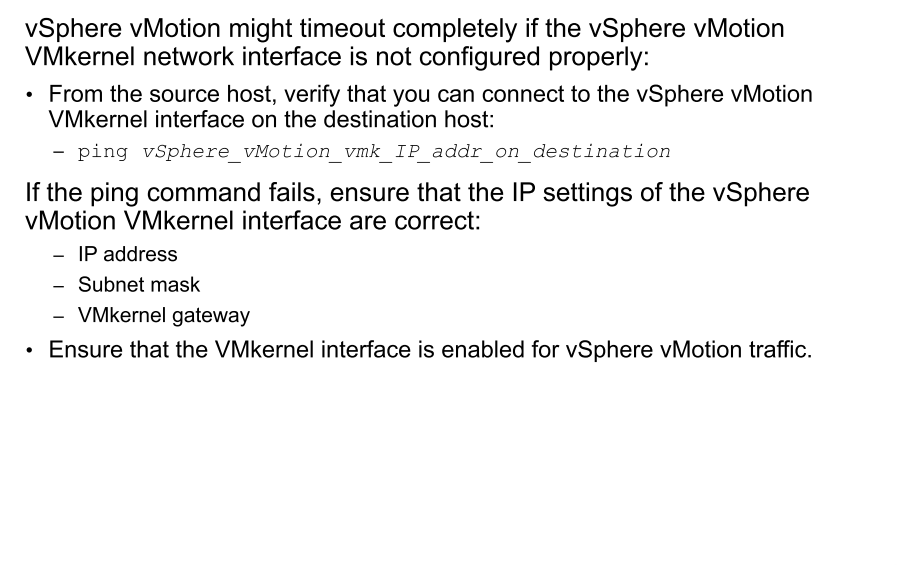 vSphere vMotion might timeout completely if the vSphere vMotion
VMkernel network interface is not configured properly:
• From the source host, verify that you can connect to the vSphere vMotion
VMkernel interface on the destination host:
– ping vSphere_vMotion_vmk_IP_addr_on_destination
If the ping command fails, ensure that the IP settings of the vSphere
vMotion VMkernel interface are correct:
– IP address
– Subnet mask
– VMkernel gateway
• Ensure that the VMkernel interface is enabled for vSphere vMotion traffic.